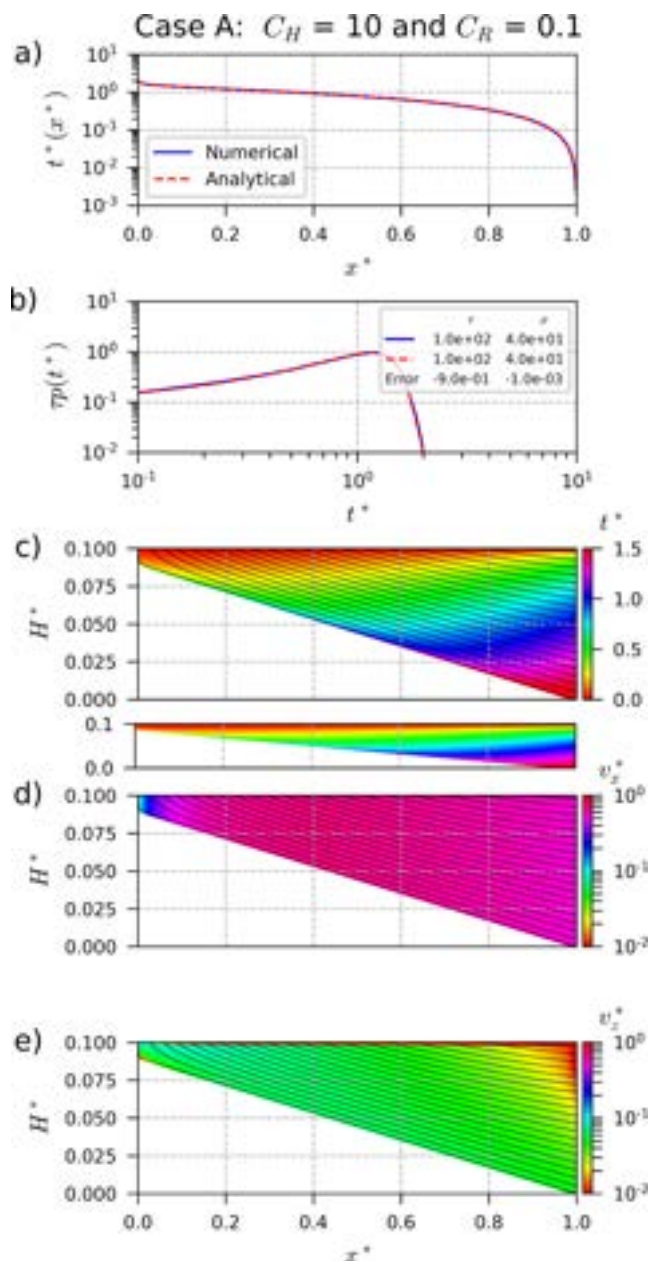 Case A: C_H = 10 and C_R = 0.1
a)
10^1
10^0
10^-1
10^-2
10^-3
t*(x*)
Numerical
Analytical
0.0 0.2 0.4 0.6 0.8 1.0
x*
b)
10^1
10^0
10^-1
10^-2
τp(t*)
1.0e+02 4.0e+01
1.0e+02 4.0e+01
Error -9.0e-01 -1.0e-03
10^-1 10^0 10^1
t*
c)
t*
0.100
0.075
0.050
0.025
0.000
H*
1.5
1.0
0.5
0.0
0.1
0.0
d)
v_x*
0.100
0.075
0.050
0.025
0.000
H*
10^0
10^-1
10^-2
e)
v_z*
0.100
0.075
0.050
0.025
0.000
H*
10^0
10^-1
10^-2
0.0 0.2 0.4 0.6 0.8 1.0
x*